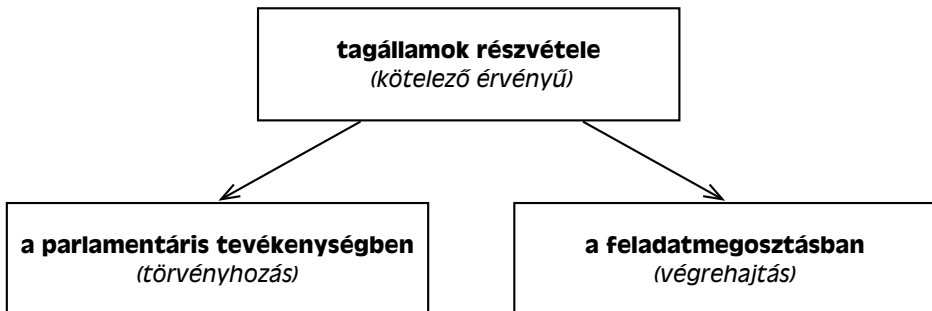 tagállamok részvétele
(kötelező érvényű)
a parlamentáris tevékenységben
(törvényhozás)
a feladatmegosztásban
(végrehajtás)